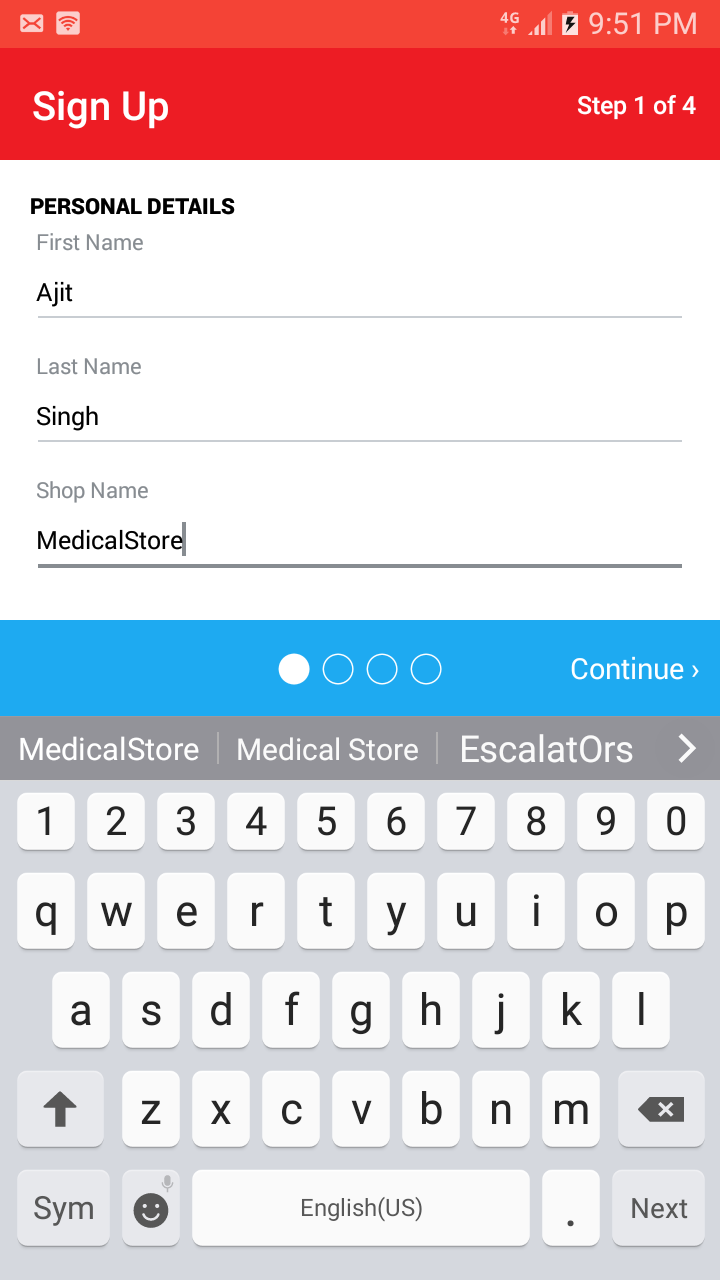 4G 9:51 PM
Sign Up Step 1 of 4
PERSONAL DETAILS
First Name
Ajit
Last Name
Singh
Shop Name
MedicalStore
Continue ›
MedicalStore Medical Store EscalatOrs
1 2 3 4 5 6 7 8 9 0
q w e r t y u i o p
a s d f g h j k l
z x c v b n m
Sym English(US) . Next